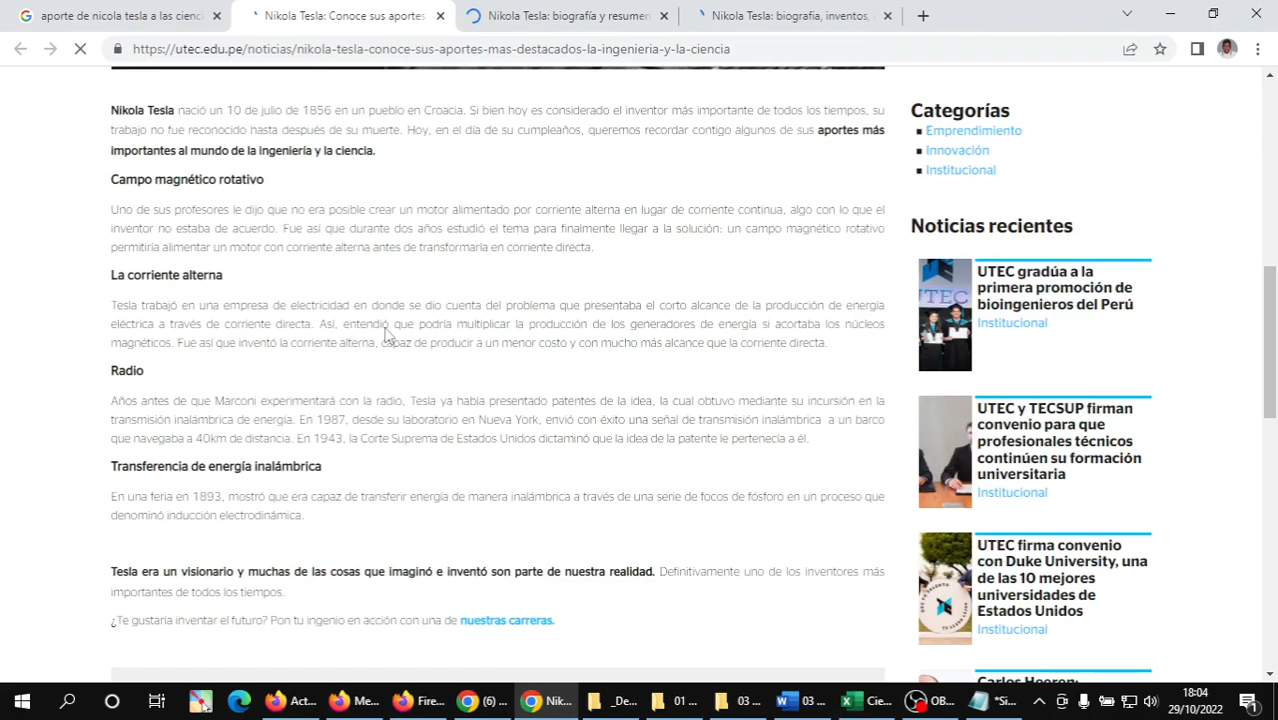 aporte de nicola tesla a las cienci
Nikola Tesla: Conoce sus aportes
Nikola Tesla: biografía y resumen
Nikola Tesla: biografía, inventos,
https://utec.edu.pe/noticias/nikola-tesla-conoce-sus-aportes-mas-destacados-la-ingenieria-y-la-ciencia
Nikola Tesla nació un 10 de julio de 1856 en un pueblo en Croacia. Si bien hoy es considerado el inventor más importante de todos los tiempos, su
trabajo no fue reconocido hasta después de su muerte. Hoy, en el día de su cumpleaños, queremos recordar contigo algunos de sus aportes más
importantes al mundo de la ingeniería y la ciencia.
Campo magnético rotativo
Uno de sus profesores le dijo que no era posible crear un motor alimentado por corriente alterna en lugar de corriente continua, algo con lo que el
inventor no estaba de acuerdo. Fue así que durante dos años estudió el tema para finalmente llegar a la solución: un campo magnético rotativo
permitiría alimentar un motor con corriente alterna antes de transformarla en corriente directa.
La corriente alterna
Tesla trabajó en una empresa de electricidad en donde se dio cuenta del problema que presentaba el corto alcance de la producción de energía
eléctrica a través de corriente directa. Así, entendió que podría multiplicar la producción de los generadores de energía si acortaba los núcleos
magnéticos. Fue así que inventó la corriente alterna, capaz de producir a un menor costo y con mucho más alcance que la corriente directa.
Radio
Años antes de que Marconi experimentará con la radio, Tesla ya había presentado patentes de la idea, la cual obtuvo mediante su incursión en la
transmisión inalámbrica de energía. En 1987, desde su laboratorio en Nueva York, envió con éxito una señal de transmisión inalámbrica a un barco
que navegaba a 40km de distancia. En 1943, la Corte Suprema de Estados Unidos dictaminó que la idea de la patente le pertenecía a él.
Transferencia de energía inalámbrica
En una feria en 1893, mostró que era capaz de transferir energía de manera inalámbrica a través de una serie de focos de fósforo en un proceso que
denominó inducción electrodinámica.
Tesla era un visionario y muchas de las cosas que imaginó e inventó son parte de nuestra realidad. Definitivamente uno de los inventores más
importantes de todos los tiempos.
¿Te gustaría inventar el futuro? Pon tu ingenio en acción con una de nuestras carreras.
Categorías
Emprendimiento
Innovación
Institucional
Noticias recientes
UTEC gradúa a la
primera promoción de
bioingenieros del Perú
Institucional
UTEC y TECSUP firman
convenio para que
profesionales técnicos
continúen su formación
universitaria
Institucional
UTEC firma convenio
con Duke University, una
de las 10 mejores
universidades de
Estados Unidos
Institucional
Carlos Heeren:
Act...
Me...
Fire...
(6) ...
Nik...
_De...
01 ...
03 ...
03 ...
Cie...
OB...
*Si...
18:04
29/10/2022